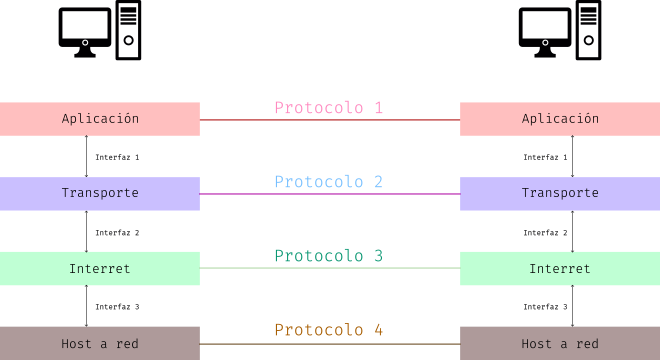 Protocolo 1
Aplicación
Aplicación
Interfaz 1
Interfaz 1
Protocolo 2
Transporte
Transporte
Interfaz 2
Interfaz 2
Protocolo 3
Interret
Interret
Interfaz 3
Interfaz 3
Protocolo 4
Host a red
Host a red